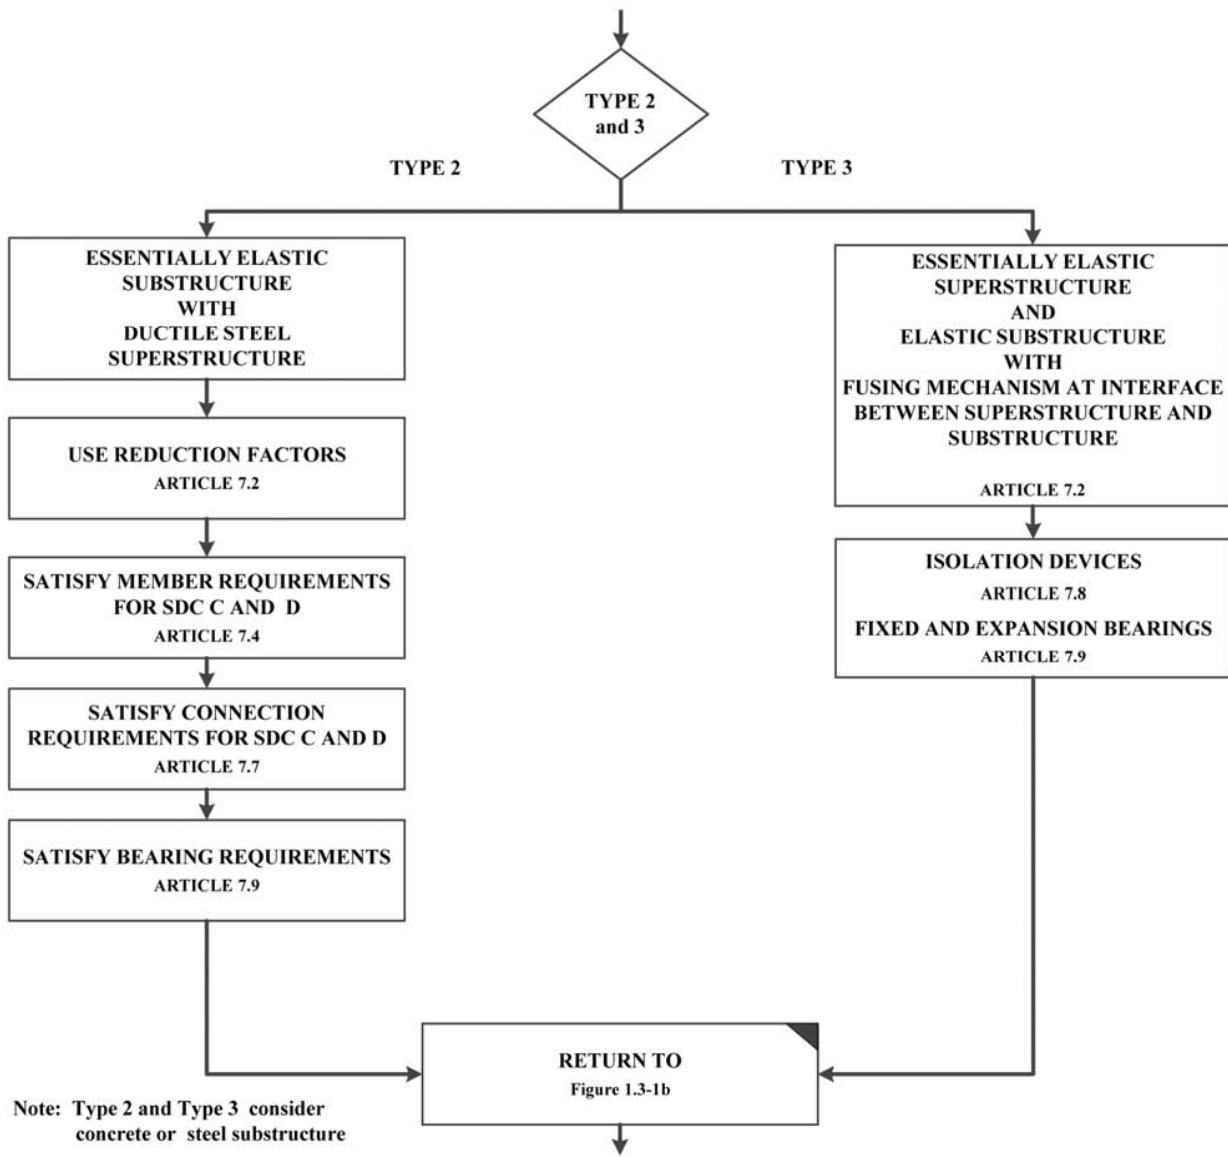 TYPE 2
and 3
TYPE 2
TYPE 3
ESSENTIALLY ELASTIC
SUBSTRUCTURE
WITH
DUCTILE STEEL
SUPERSTRUCTURE
USE REDUCTION FACTORS
ARTICLE 7.2
SATISFY MEMBER REQUIREMENTS
FOR SDC C AND D
ARTICLE 7.4
SATISFY CONNECTION
REQUIREMENTS FOR SDC C AND D
ARTICLE 7.7
SATISFY BEARING REQUIREMENTS
ARTICLE 7.9
ESSENTIALLY ELASTIC
SUPERSTRUCTURE
AND
ELASTIC SUBSTRUCTURE
WITH
FUSING MECHANISM AT INTERFACE
BETWEEN SUPERSTRUCTURE AND
SUBSTRUCTURE
ARTICLE 7.2
ISOLATION DEVICES
ARTICLE 7.8
FIXED AND EXPANSION BEARINGS
ARTICLE 7.9
RETURN TO
Figure 1.3-1b
Note: Type 2 and Type 3 consider
concrete or steel substructure